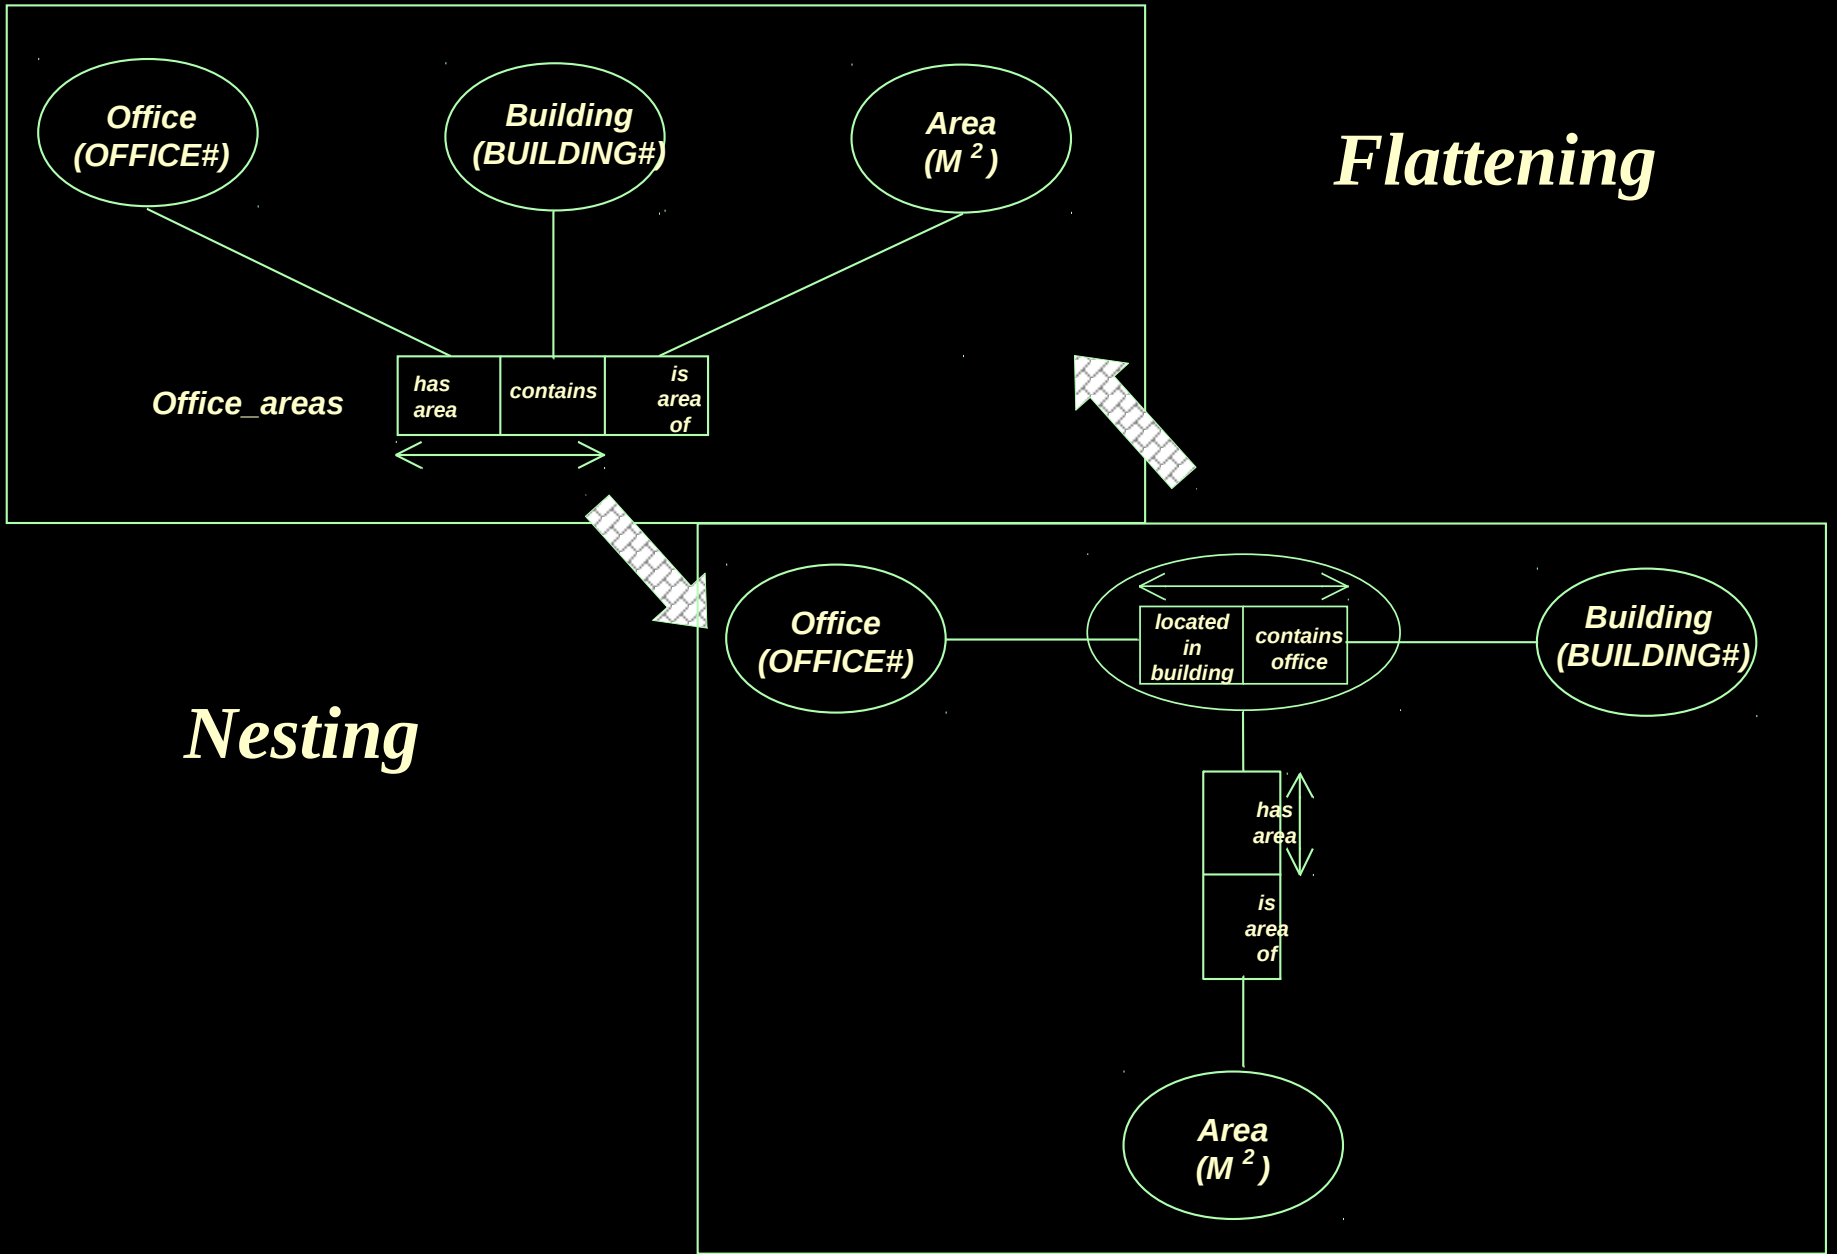 Office
(OFFICE#)
Building
(BUILDING#)
Area
(M 2 )
Flattening
Office_areas
has
area
contains
is
area
of
Nesting
Office
(OFFICE#)
located
in
building
contains
office
Building
(BUILDING#)
has
area
is
area
of
Area
(M 2 )